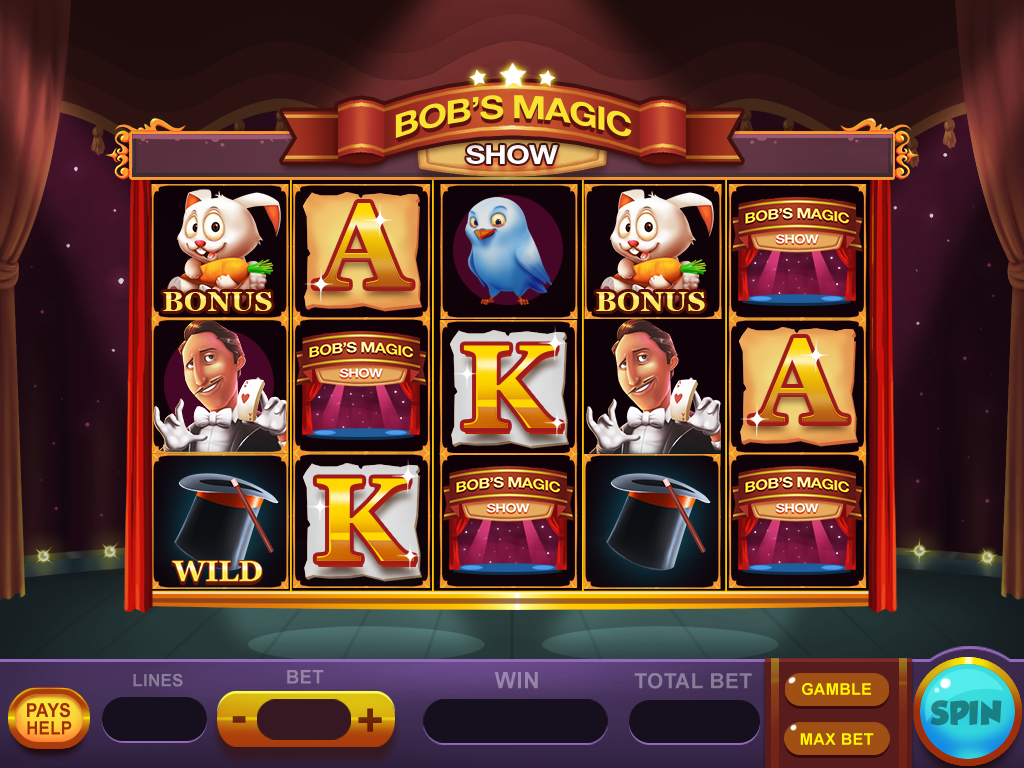 BOB'S MAGIC
SHOW
BONUS
A
BONUS
BOB'S MAGIC
SHOW
BOB'S MAGIC
SHOW
K
A
WILD
K
BOB'S MAGIC
SHOW
BOB'S MAGIC
SHOW
PAYS
HELP
LINES
BET
- +
WIN
TOTAL BET
GAMBLE
MAX BET
SPIN